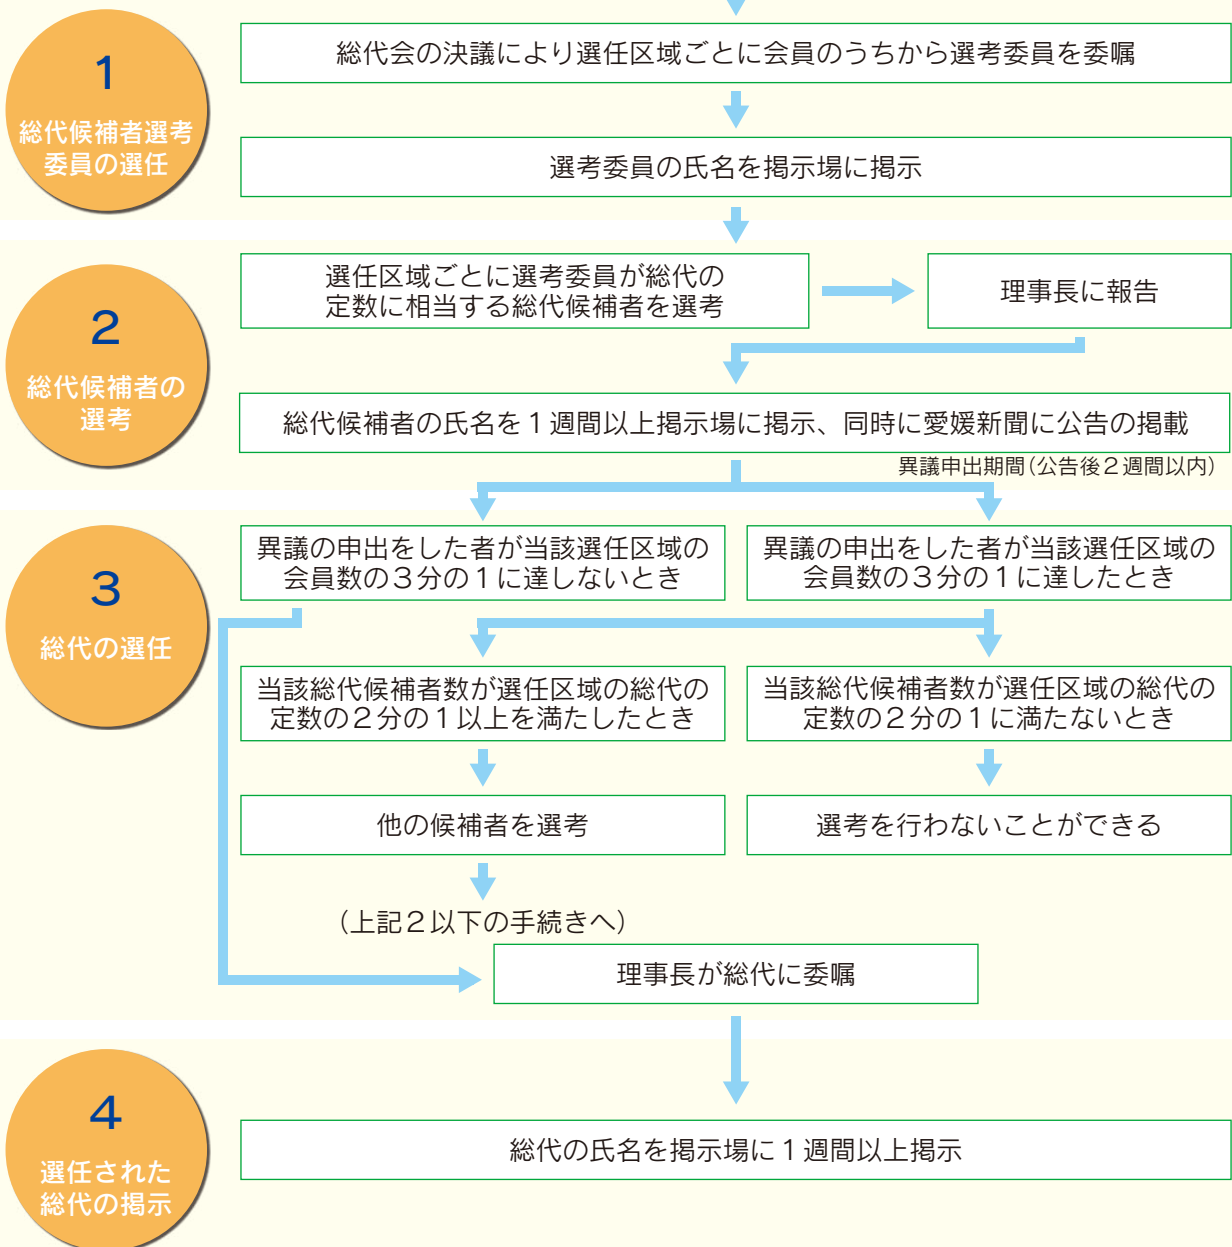 1
総代候補者選考
委員の選任
総代会の決議により選任区域ごとに会員のうちから選考委員を委嘱
選考委員の氏名を掲示場に掲示
2
総代候補者の
選考
選任区域ごとに選考委員が総代の
定数に相当する総代候補者を選考
理事長に報告
総代候補者の氏名を1週間以上掲示場に掲示、同時に愛媛新聞に公告の掲載
異議申出期間(公告後2週間以内)
3
総代の選任
異議の申出をした者が当該選任区域の
会員数の3分の1に達しないとき
異議の申出をした者が当該選任区域の
会員数の3分の1に達したとき
当該総代候補者数が選任区域の総代の
定数の2分の1以上を満たしたとき
当該総代候補者数が選任区域の総代の
定数の2分の1に満たないとき
他の候補者を選考
選考を行わないことができる
(上記2以下の手続きへ)
理事長が総代に委嘱
4
選任された
総代の掲示
総代の氏名を掲示場に1週間以上掲示